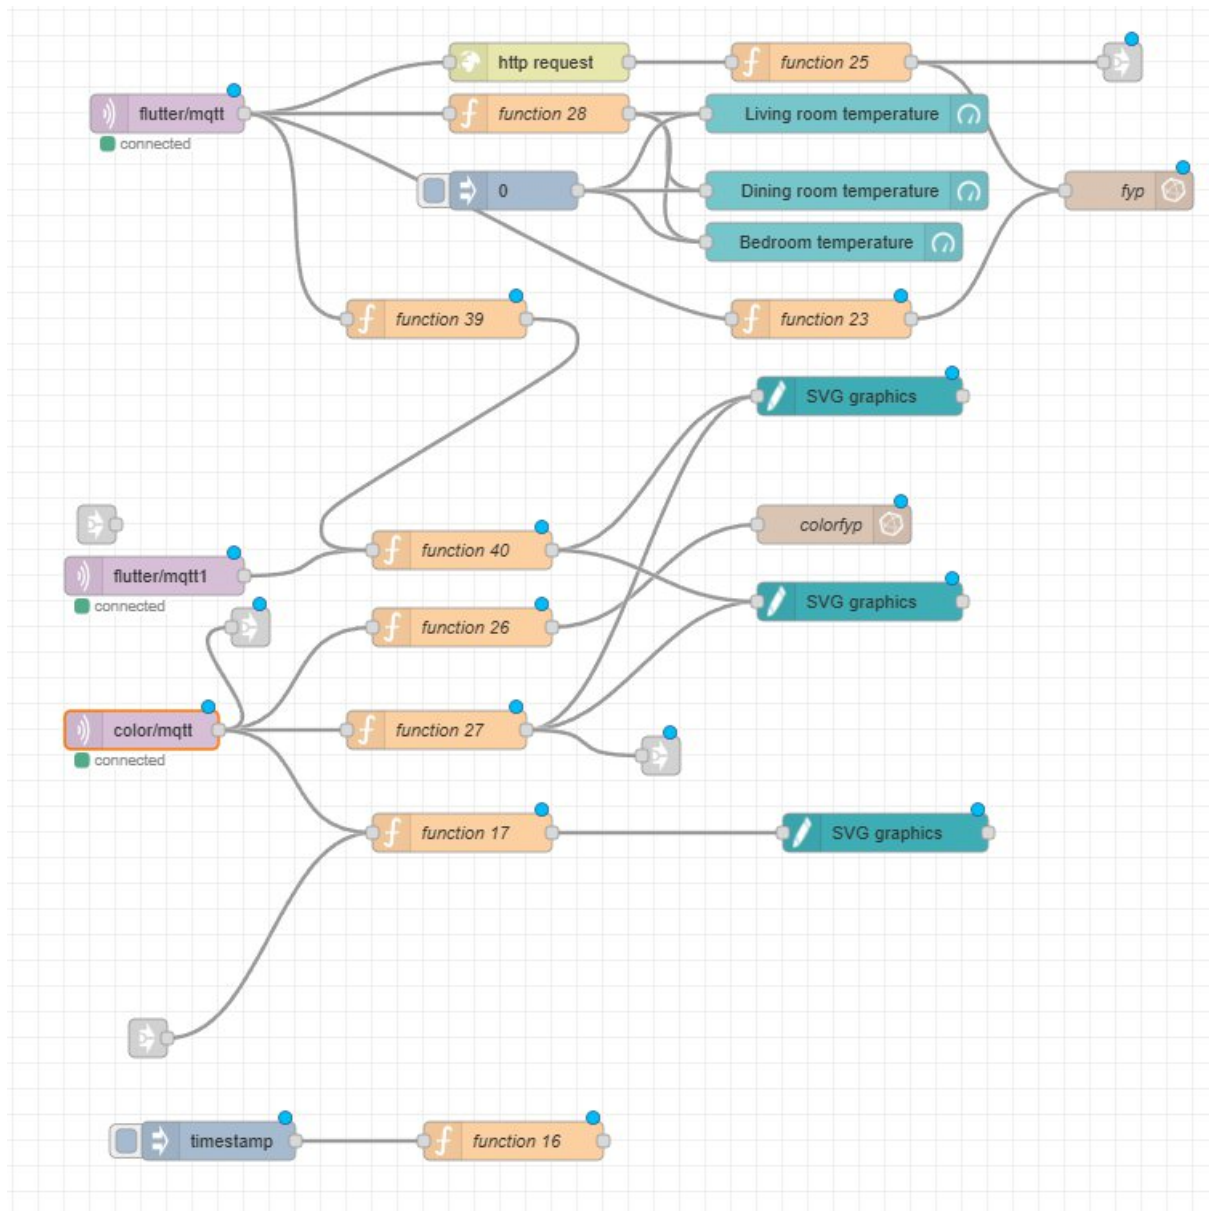 http request
function 25
flutter/mqtt
function 28
Living room temperature
connected
0
Dining room temperature
fyp
Bedroom temperature
function 39
function 23
SVG graphics
colorfyp
function 40
flutter/mqtt1
SVG graphics
connected
function 26
color/mqtt
function 27
connected
function 17
SVG graphics
timestamp
function 16